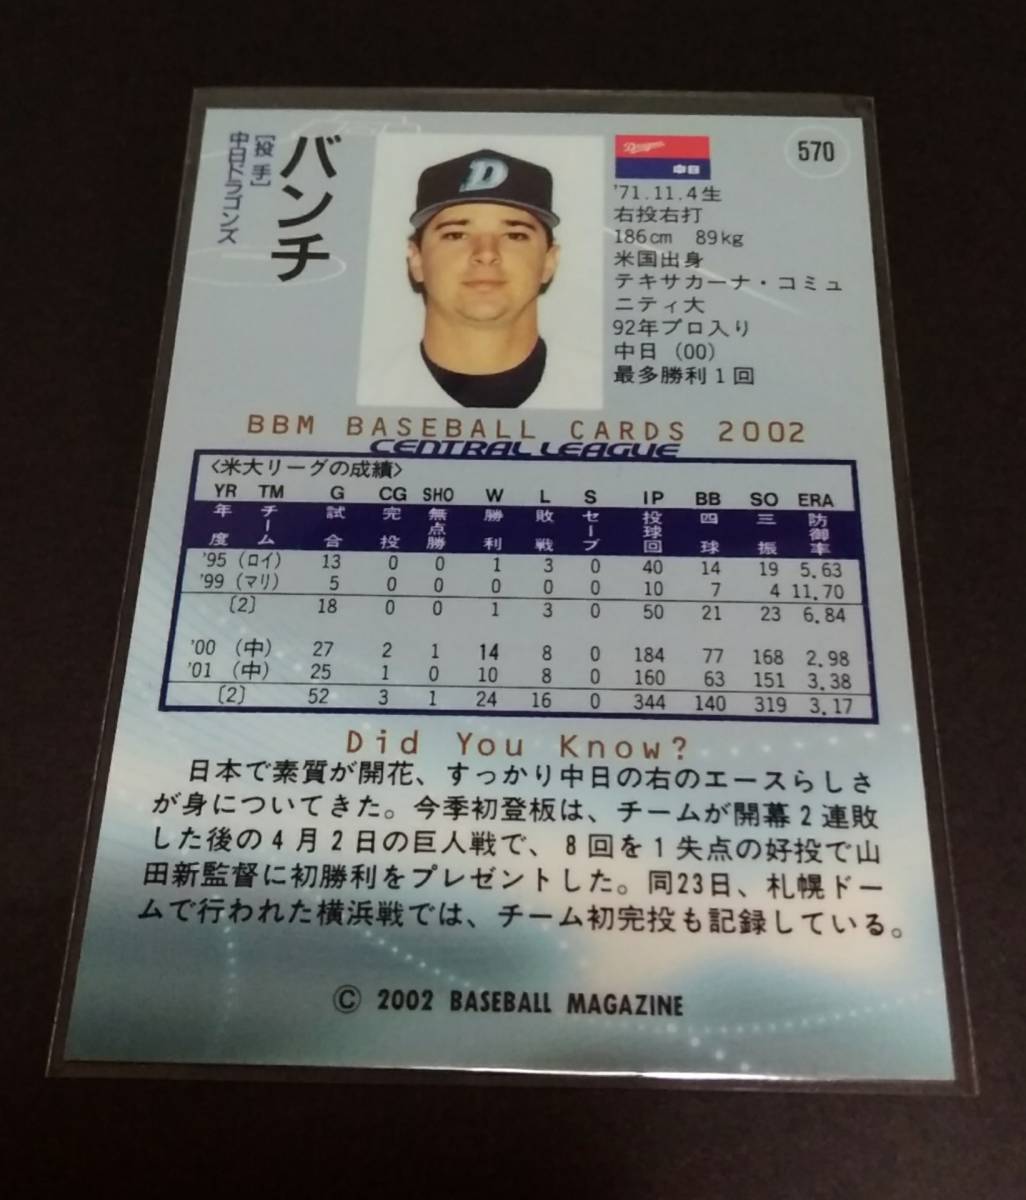 バンチ
[投手]
中日ドラゴンズ
Dragons
中日
570
'71.11.4生
右投右打
186cm 89kg
米国出身
テキサカーナ・コミュ
ニティ大
92年プロ入り
中日 (00)
最多勝利1回
BBM BASEBALL CARDS 2002
CENTRAL LEAGUE
〈米大リーグの成績〉
YR TM G CG SHO W L S IP BB SO ERA
年度 チーム 試合 完投 無点勝 勝利 敗戦 セーブ 投球回 四球 三振 防御率
'95 (ロイ) 13 0 0 1 3 0 40 14 19 5.63
'99 (マリ) 5 0 0 0 0 0 10 7 4 11.70
〔2〕 18 0 0 1 3 0 50 21 23 6.84
'00 (中) 27 2 1 14 8 0 184 77 168 2.98
'01 (中) 25 1 0 10 8 0 160 63 151 3.38
〔2〕 52 3 1 24 16 0 344 140 319 3.17
Did You Know?
日本で素質が開花、すっかり中日の右のエースらしさ
が身についてきた。今季初登板は、チームが開幕2連敗
した後の4月2日の巨人戦で、8回を1失点の好投で山
田新監督に初勝利をプレゼントした。同23日、札幌ドー
ムで行われた横浜戦では、チーム初完投も記録している。
© 2002 BASEBALL MAGAZINE